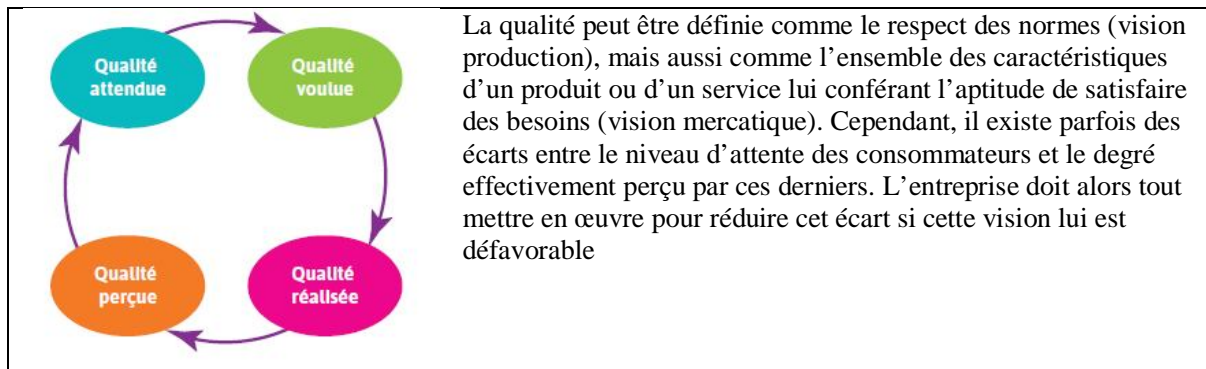 Qualité
attendue
Qualité
voulue
Qualité
perçue
Qualité
réalisée
La qualité peut être définie comme le respect des normes (vision
production), mais aussi comme l’ensemble des caractéristiques
d’un produit ou d’un service lui conférant l’aptitude de satisfaire
des besoins (vision mercatique). Cependant, il existe parfois des
écarts entre le niveau d’attente des consommateurs et le degré
effectivement perçu par ces derniers. L’entreprise doit alors tout
mettre en œuvre pour réduire cet écart si cette vision lui est
défavorable